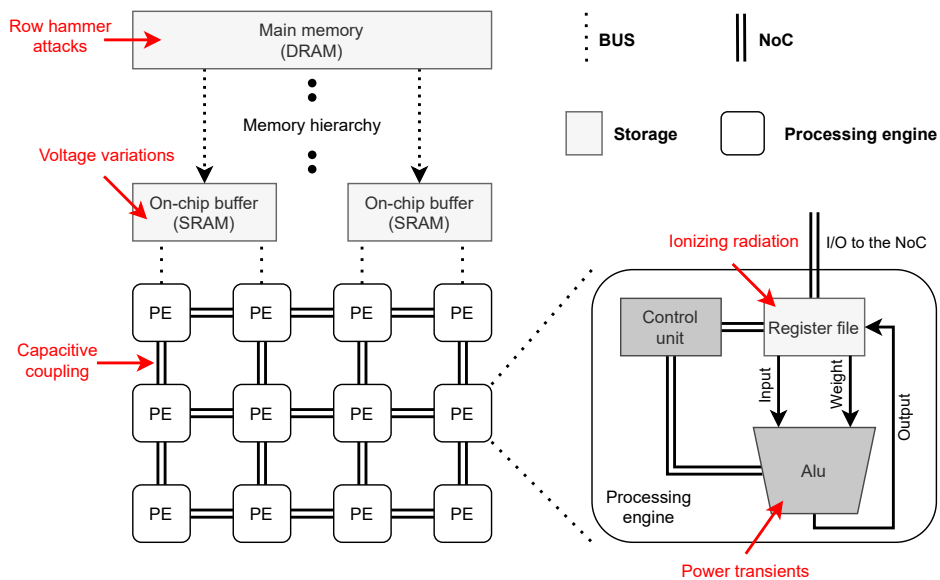 Row hammer
attacks
Main memory
(DRAM)
BUS
NoC
Memory hierarchy
Storage
Processing engine
Voltage variations
On-chip buffer
(SRAM)
On-chip buffer
(SRAM)
Ionizing radiation
I/O to the NoC
PE
PE
PE
PE
Control
unit
Register file
Capacitive
coupling
Input
Weight
Output
PE
PE
PE
PE
Alu
Processing
engine
PE
PE
PE
PE
Power transients